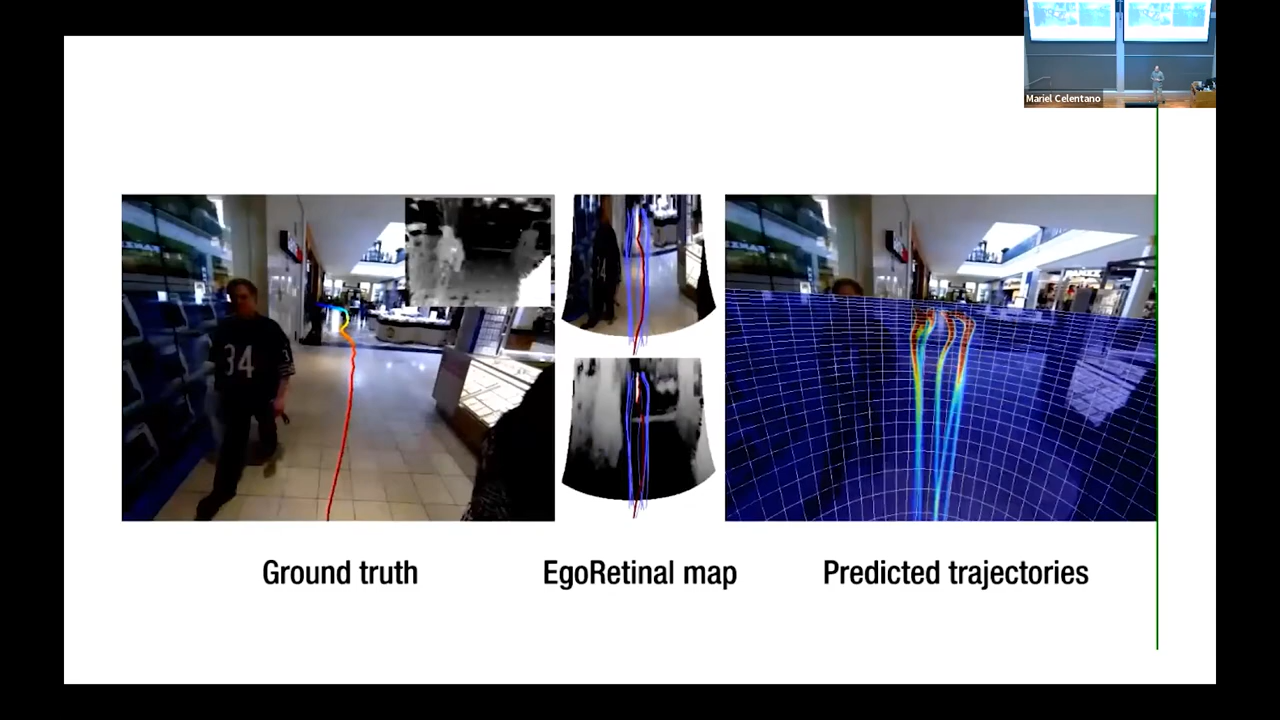 Mariel Celentano
34
Ground truth
EgoRetinal map
Predicted trajectories